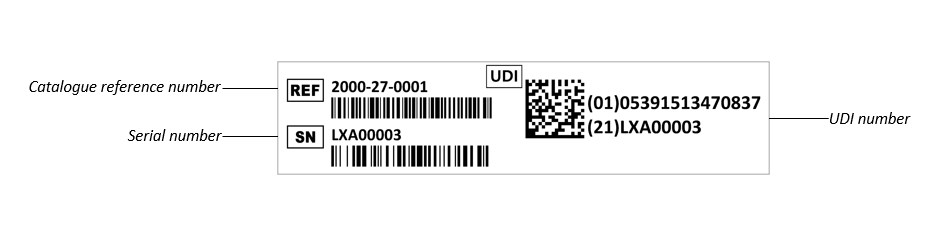 Catalogue reference number
REF 2000-27-0001
Serial number
SN LXA00003
UDI
(01)05391513470837
(21)LXA00003
UDI number